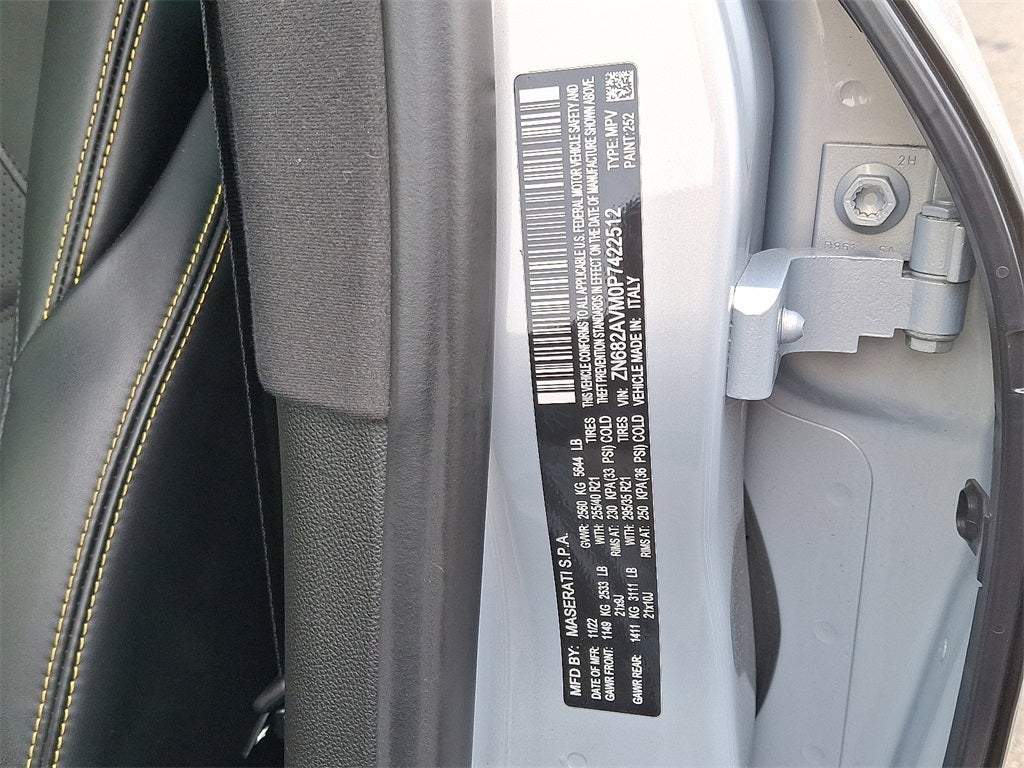 MFD BY: MASERATI S.P.A.
DATE OF MFR: 11/22 GVWR: 2560 KG 5644 LB
GAWR FRONT: 1149 KG 2533 LB WITH: 255/40 R21 TIRES
21x9J RIMS AT: 230 KPA(33 PSI) COLD
GAWR REAR: 1411 KG 3111 LB WITH: 295/35 R21 TIRES
21x10J RIMS AT: 250 KPA(36 PSI) COLD
THIS VEHICLE CONFORMS TO ALL APPLICABLE U.S. FEDERAL MOTOR VEHICLE SAFETY AND
THEFT PREVENTION STANDARDS IN EFFECT ON THE DATE OF MANUFACTURE SHOWN ABOVE.
VIN: ZN682AVM0P7422512 TYPE: MPV
VEHICLE MADE IN: ITALY PAINT: 252
2H